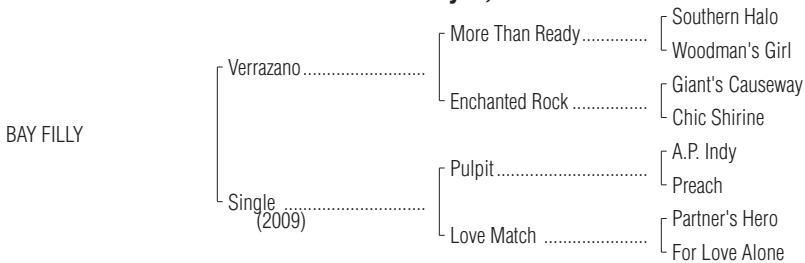 Southern Halo
More Than Ready..............
Woodman's Girl
Verrazano..........................
Giant's Causeway
Enchanted Rock ................
Chic Shirine
BAY FILLY
A.P. Indy
Pulpit................................
Preach
Single ..............................
(2009)
Partner's Hero
Love Match ......................
For Love Alone